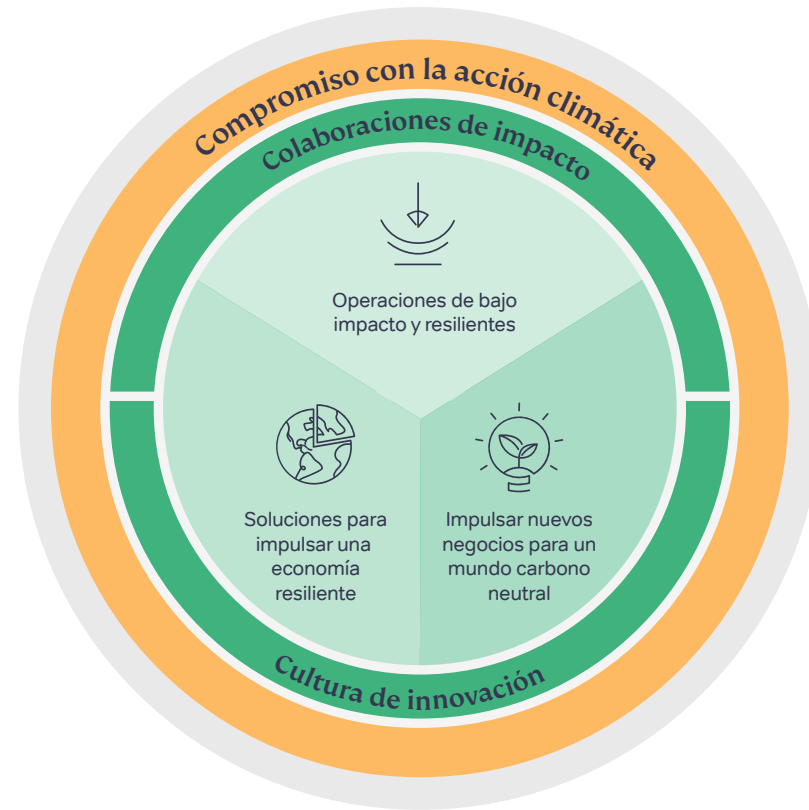 Compromiso con la acción climática
Colaboraciones de impacto
Operaciones de bajo
impacto y resilientes
Soluciones para
impulsar una
economía
resiliente
Impulsar nuevos
negocios para un
mundo carbono
neutral
Cultura de innovación